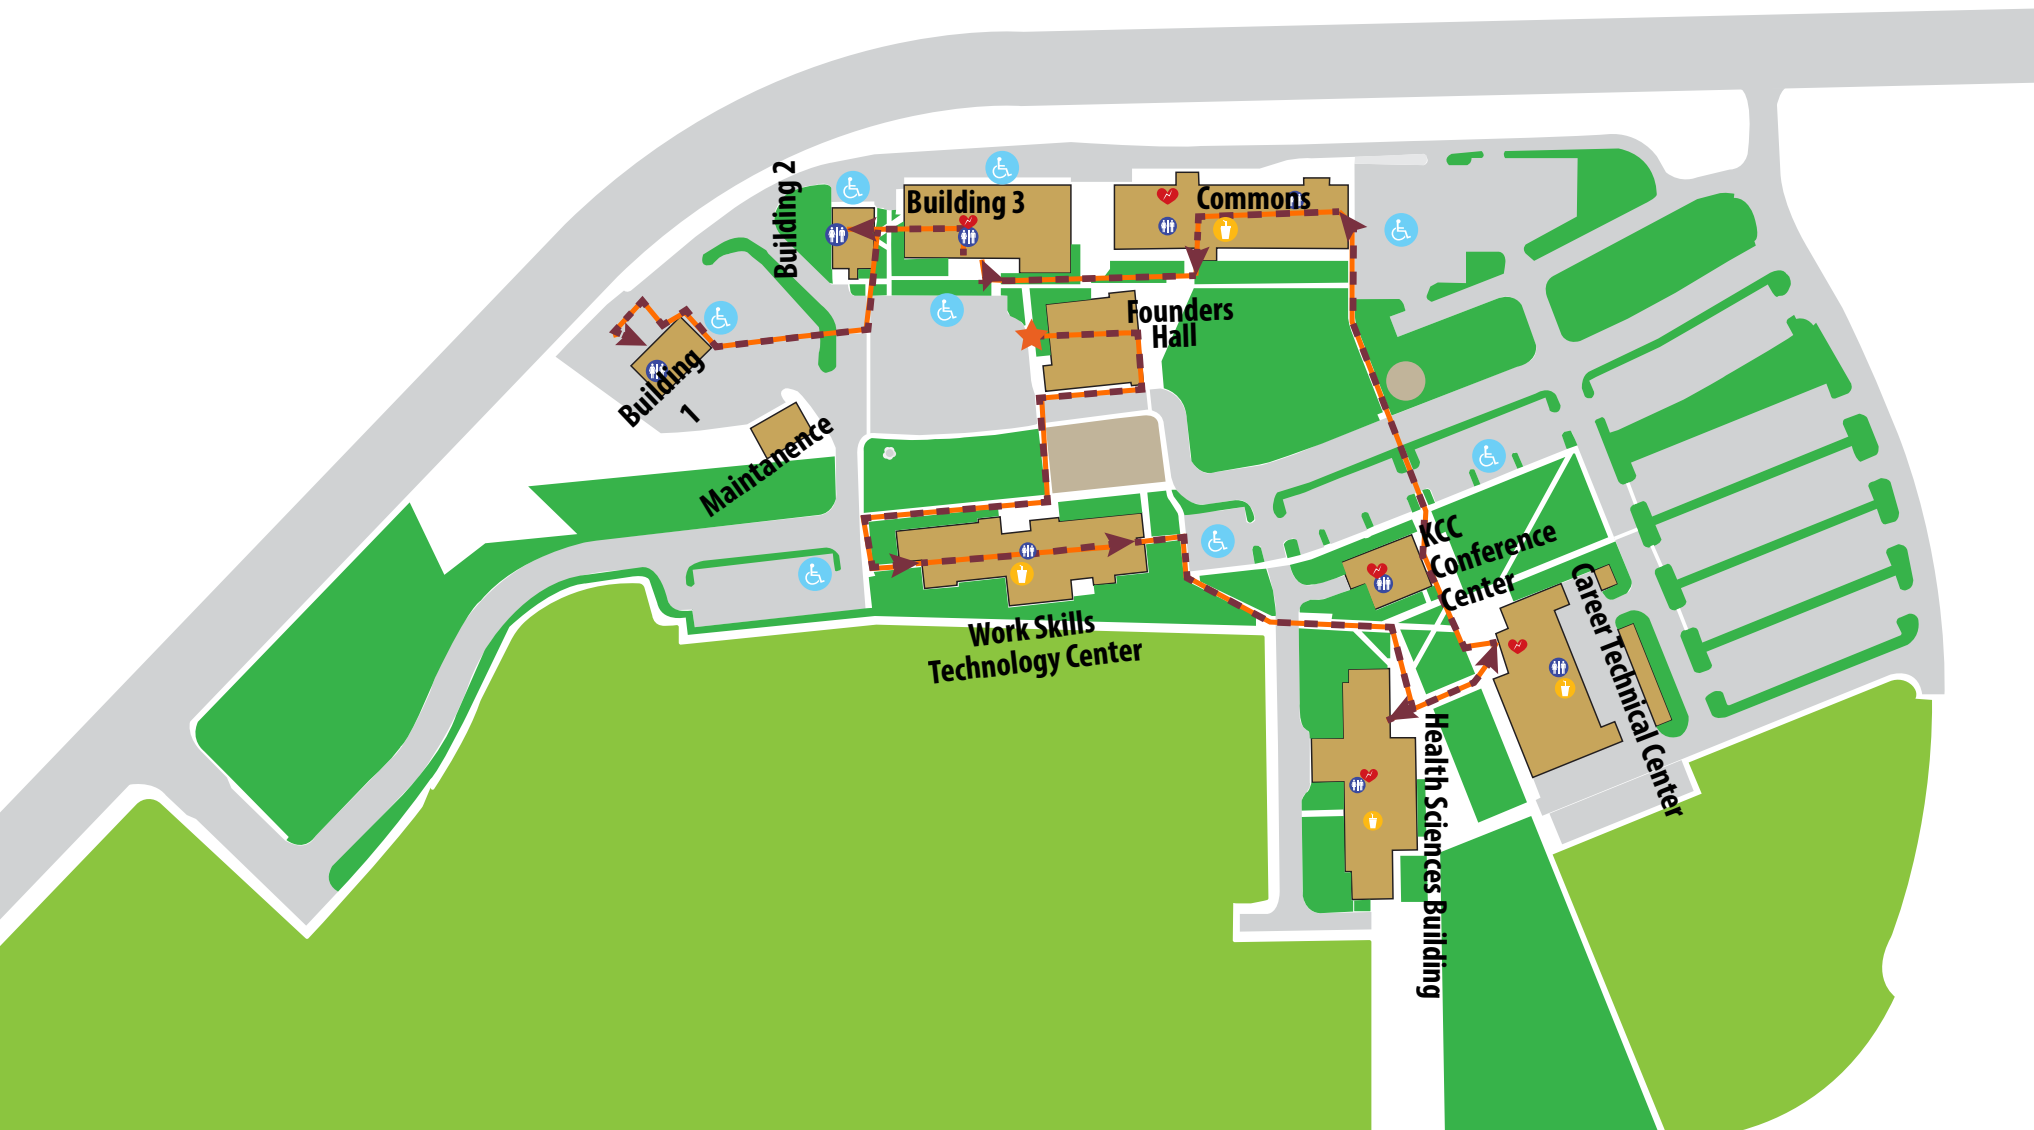 Building 2
Building 3
Commons
Founders
Hall
Building
1
Maintanence
KCC
Conference
Center
Career Technical Center
Work Skills
Technology Center
Health Sciences Building